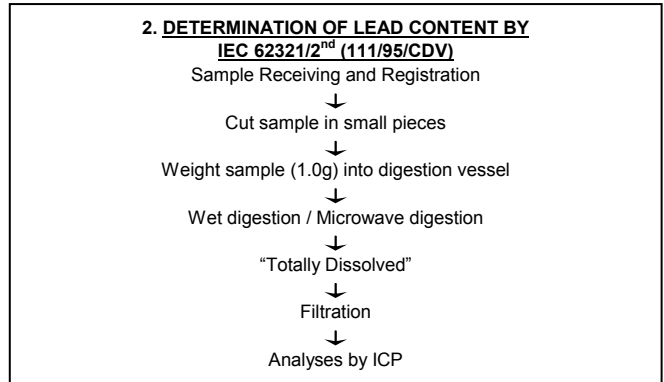 2. DETERMINATION OF LEAD CONTENT BY
IEC 62321/2nd (111/95/CDV)
Sample Receiving and Registration
Cut sample in small pieces
Weight sample (1.0g) into digestion vessel
Wet digestion / Microwave digestion
“Totally Dissolved”
Filtration
Analyses by ICP